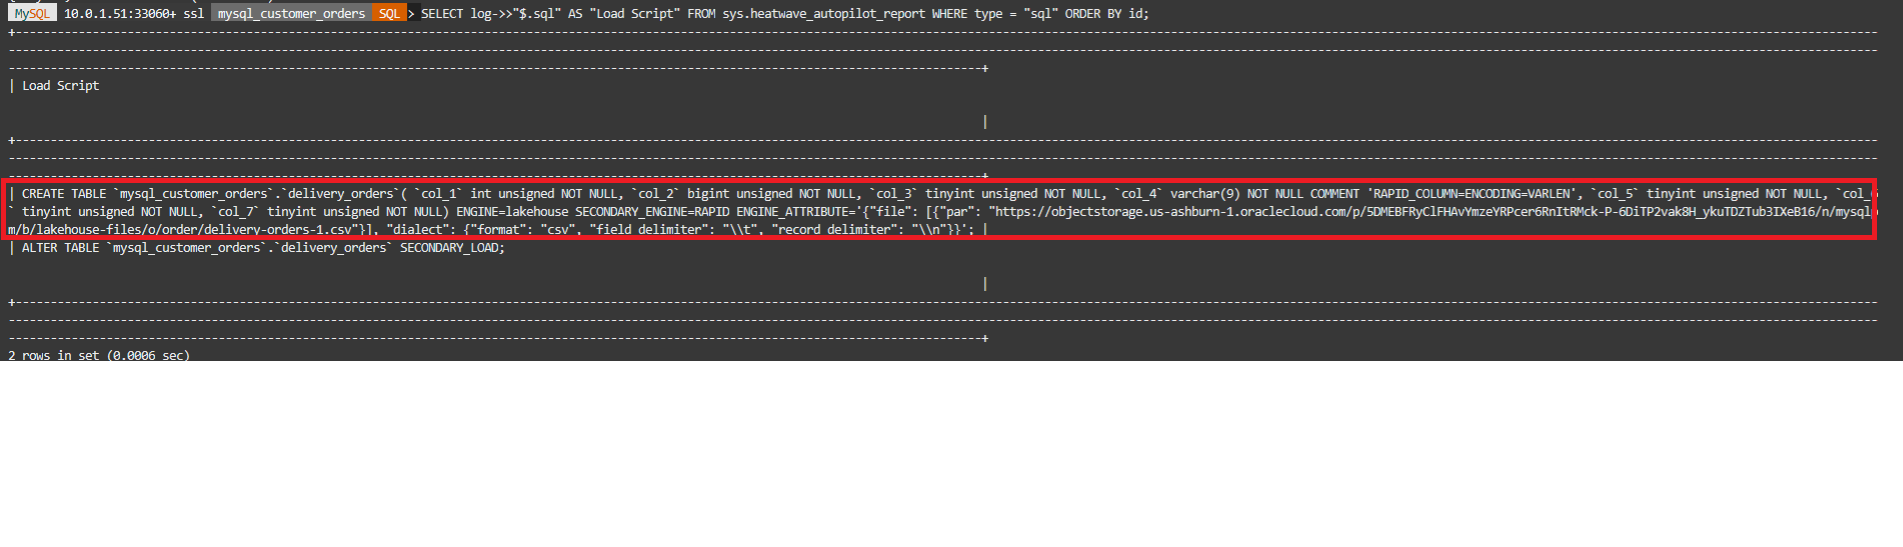 MySQL 10.0.1.51:33060+ ssl mysql_customer_orders SQL > SELECT log->>"$.sql" AS "Load Script" FROM sys.heatwave_autopilot_report WHERE type = "sql" ORDER BY id;
| Load Script
|
| CREATE TABLE `mysql_customer_orders`.`delivery_orders`( `col_1` int unsigned NOT NULL, `col_2` bigint unsigned NOT NULL, `col_3` tinyint unsigned NOT NULL, `col_4` varchar(9) NOT NULL COMMENT 'RAPID_COLUMN=ENCODING=VARLEN', `col_5` tinyint unsigned NOT NULL, `col_6
` tinyint unsigned NOT NULL, `col_7` tinyint unsigned NOT NULL) ENGINE=lakehouse SECONDARY_ENGINE=RAPID ENGINE_ATTRIBUTE='{"file": [{"par": "https://objectstorage.us-ashburn-1.oraclecloud.com/p/5DMEBFRyClFHAvYmzeYRPcer6RnItRMck-P-6DiTP2vak8H_ykuTDZTub3IXeB16/n/mysqlp
m/b/lakehouse-files/o/order/delivery-orders-1.csv"}], "dialect": {"format": "csv", "field_delimiter": "\\t", "record_delimiter": "\\n"}}'; |
| ALTER TABLE `mysql_customer_orders`.`delivery_orders` SECONDARY_LOAD;
|
2 rows in set (0.0006 sec)